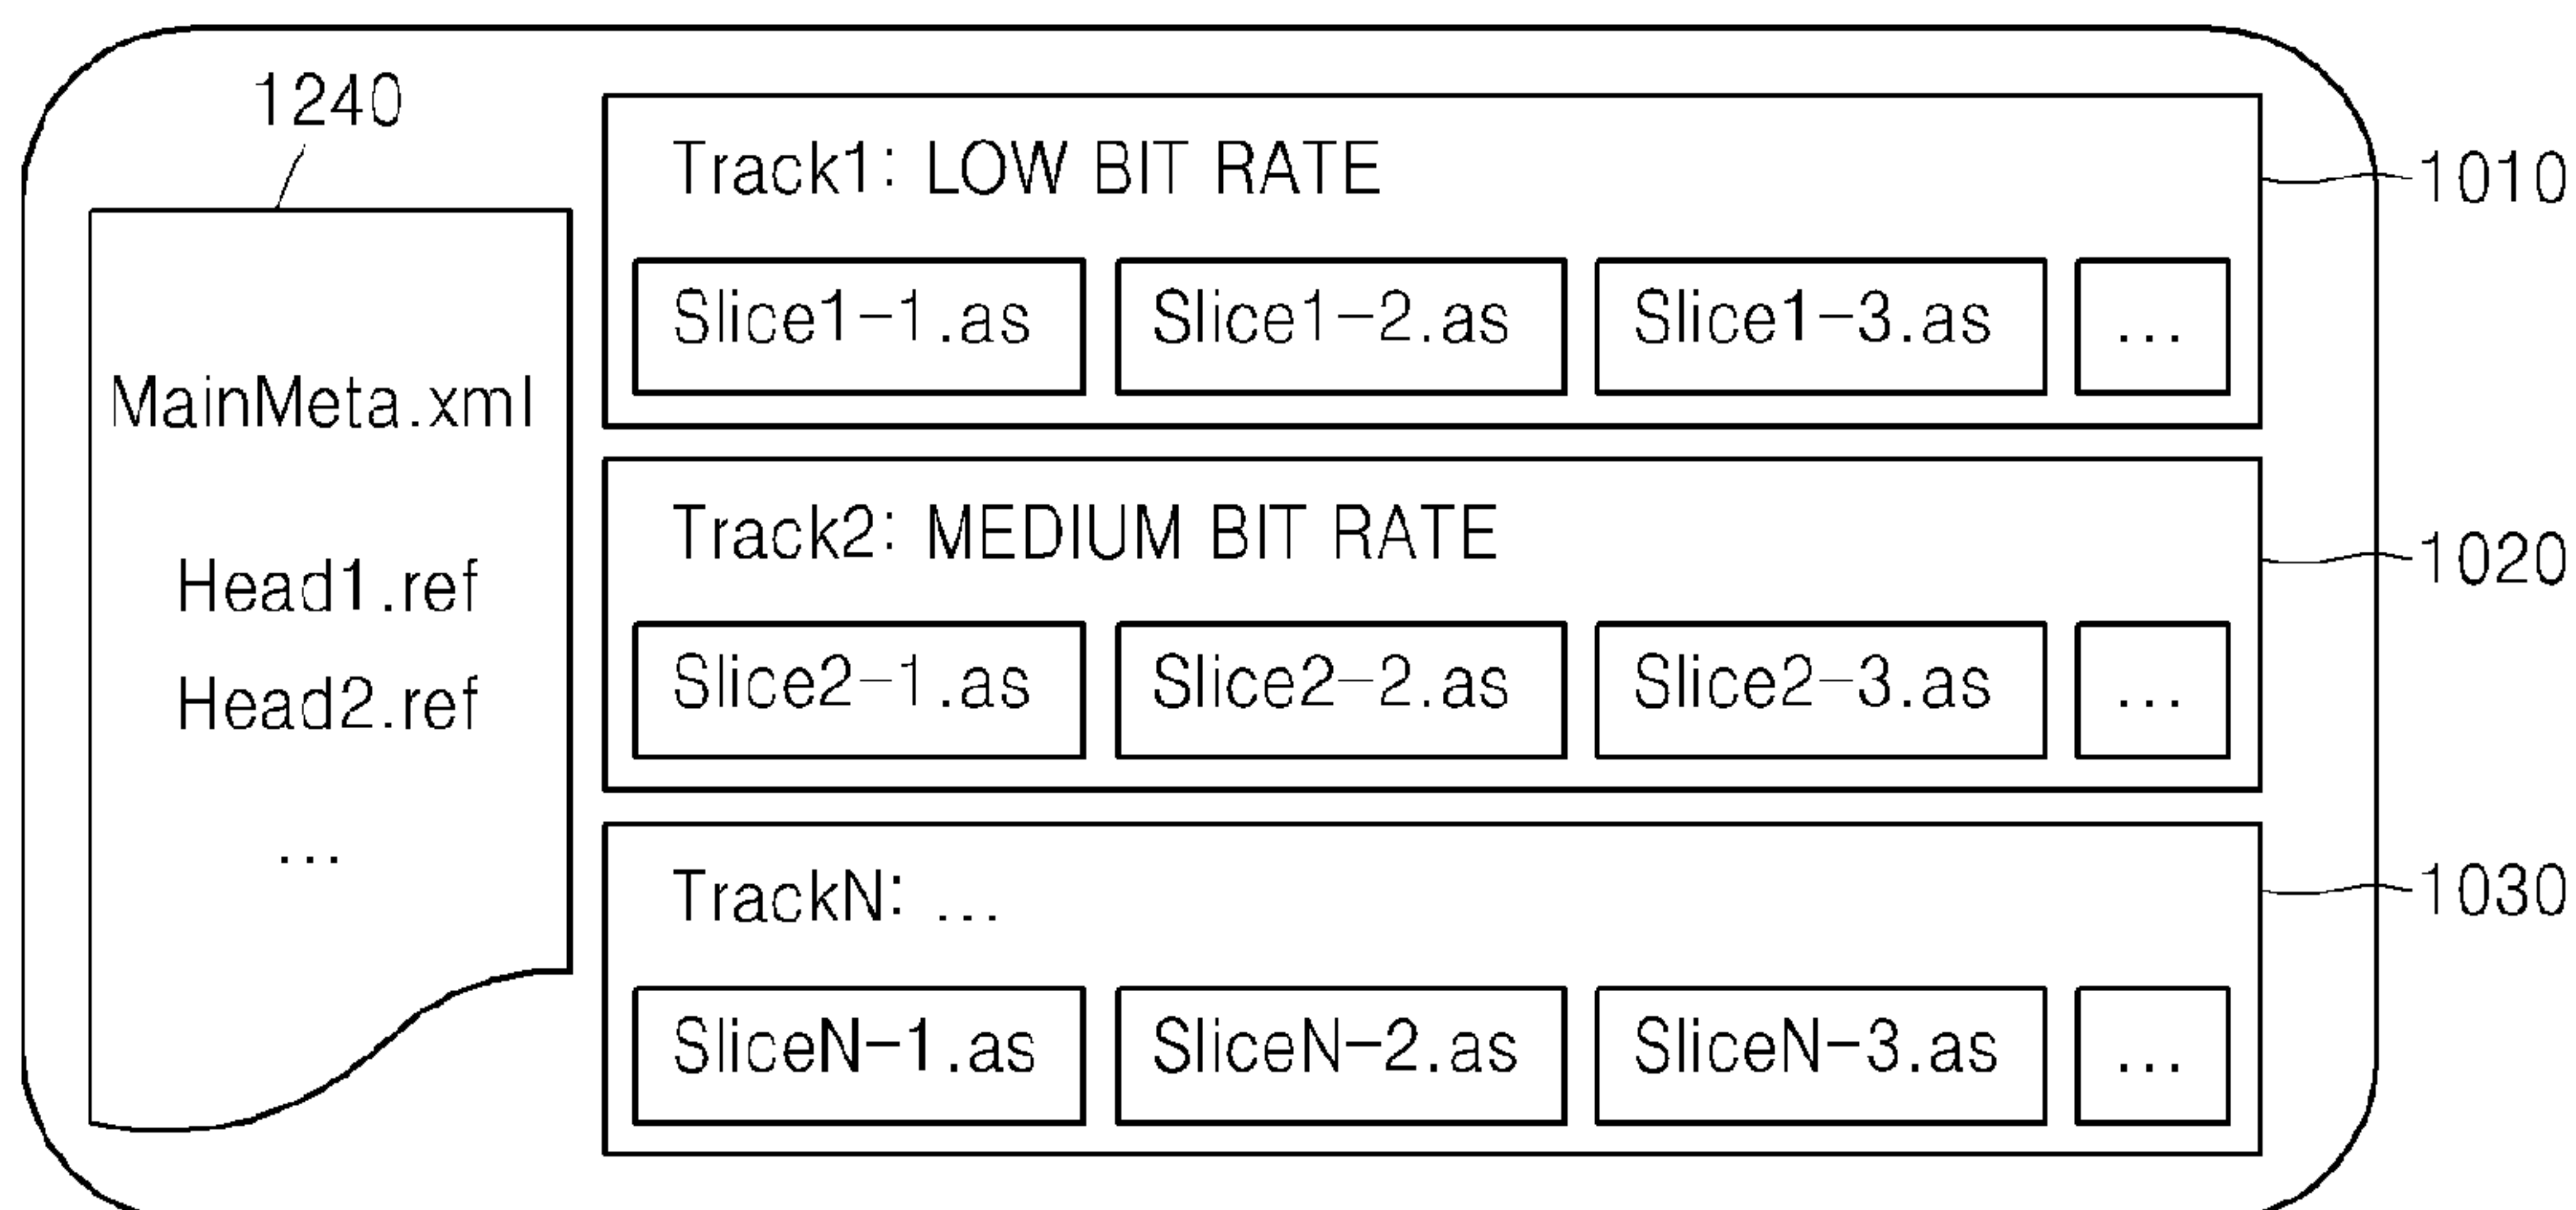 1240
MainMeta.xml
Head1.ref
Head2.ref
...
Track1: LOW BIT RATE
1010
Slice1-1.as
Slice1-2.as
Slice1-3.as
...
Track2: MEDIUM BIT RATE
1020
Slice2-1.as
Slice2-2.as
Slice2-3.as
...
TrackN: ...
1030
SliceN-1.as
SliceN-2.as
SliceN-3.as
...